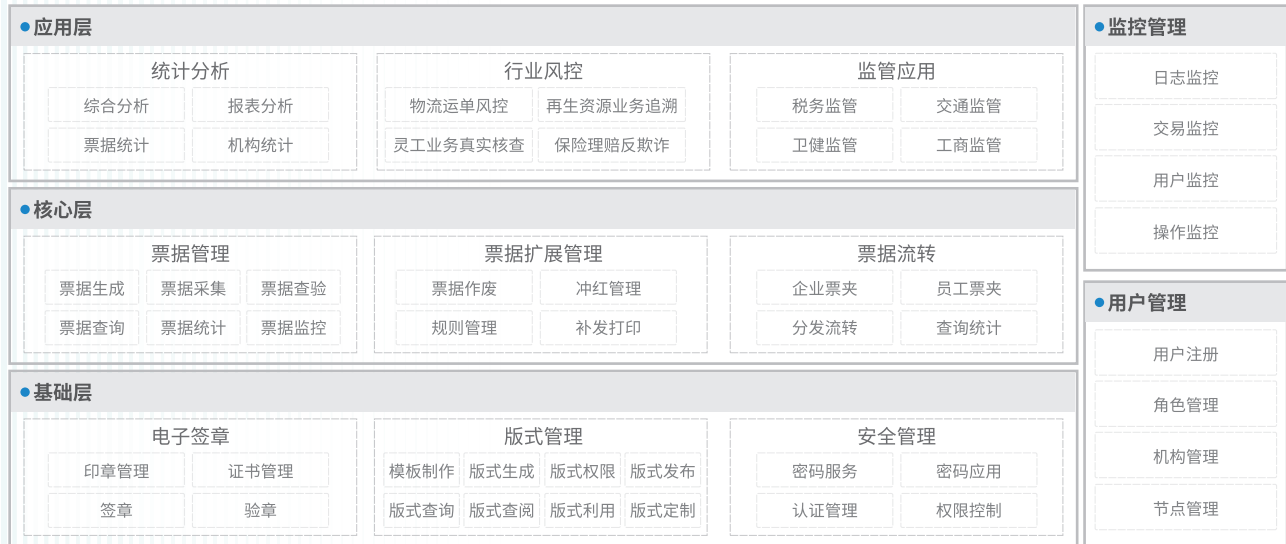 应用层
统计分析
综合分析 报表分析
票据统计 机构统计
行业风控
物流运单风控 再生资源业务追溯
灵工业务真实核查 保险理赔反欺诈
监管应用
税务监管 交通监管
卫健监管 工商监管
核心层
票据管理
票据生成 票据采集 票据查验
票据查询 票据统计 票据监控
票据扩展管理
票据作废 冲红管理
规则管理 补发打印
票据流转
企业票夹 员工票夹
分发流转 查询统计
基础层
电子签章
印章管理 证书管理
签章 验章
版式管理
模板制作 版式生成 版式权限 版式发布
版式查询 版式查阅 版式利用 版式定制
安全管理
密码服务 密码应用
认证管理 权限控制
监控管理
日志监控
交易监控
用户监控
操作监控
用户管理
用户注册
角色管理
机构管理
节点管理